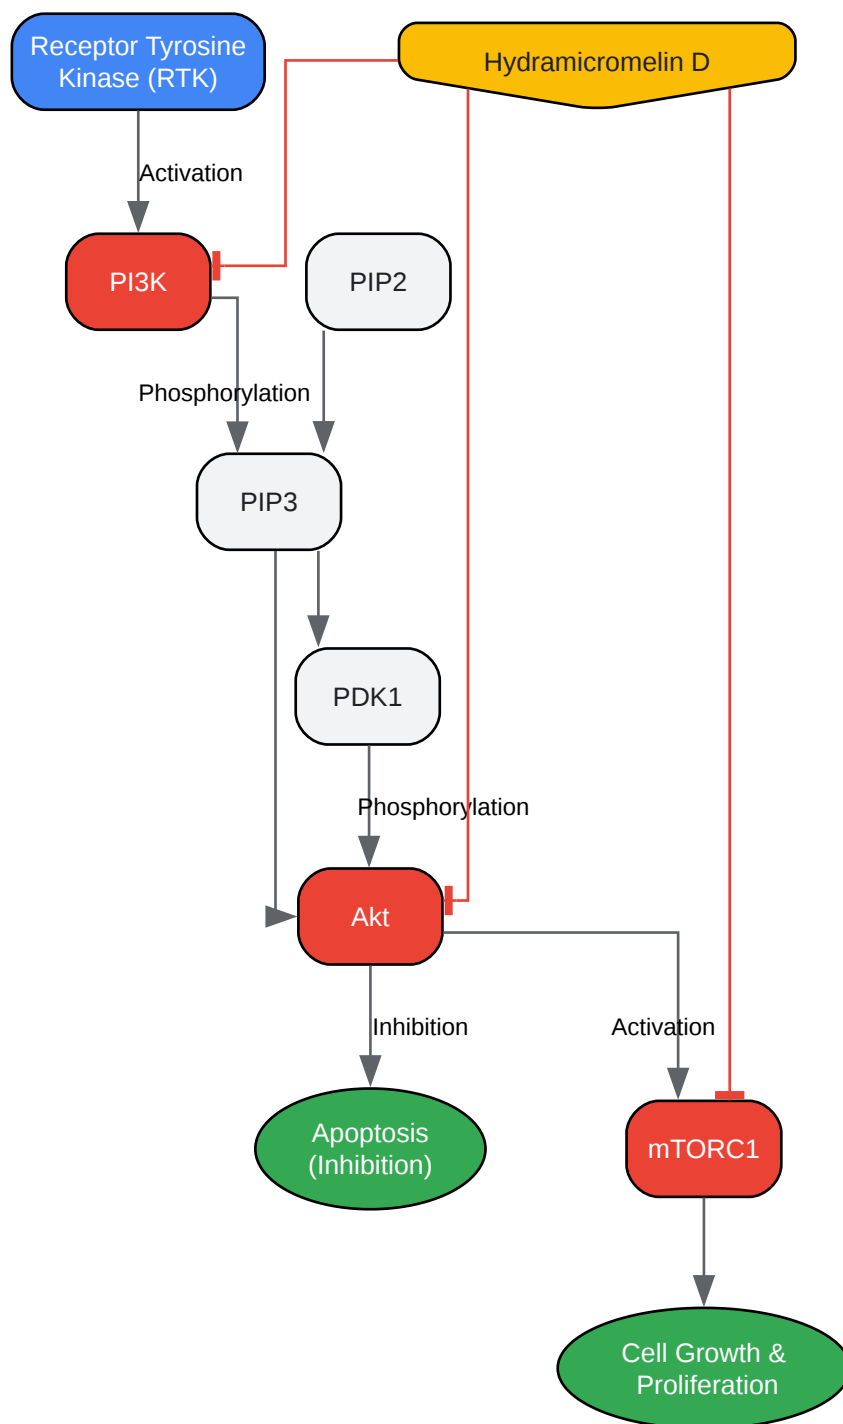 Receptor Tyrosine
Kinase (RTK)
Hydramicromelin D
Activation
PI3K
PIP2
Phosphorylation
PIP3
PDK1
Phosphorylation
Akt
Inhibition
Activation
Apoptosis
(Inhibition)
mTORC1
Cell Growth &
Proliferation